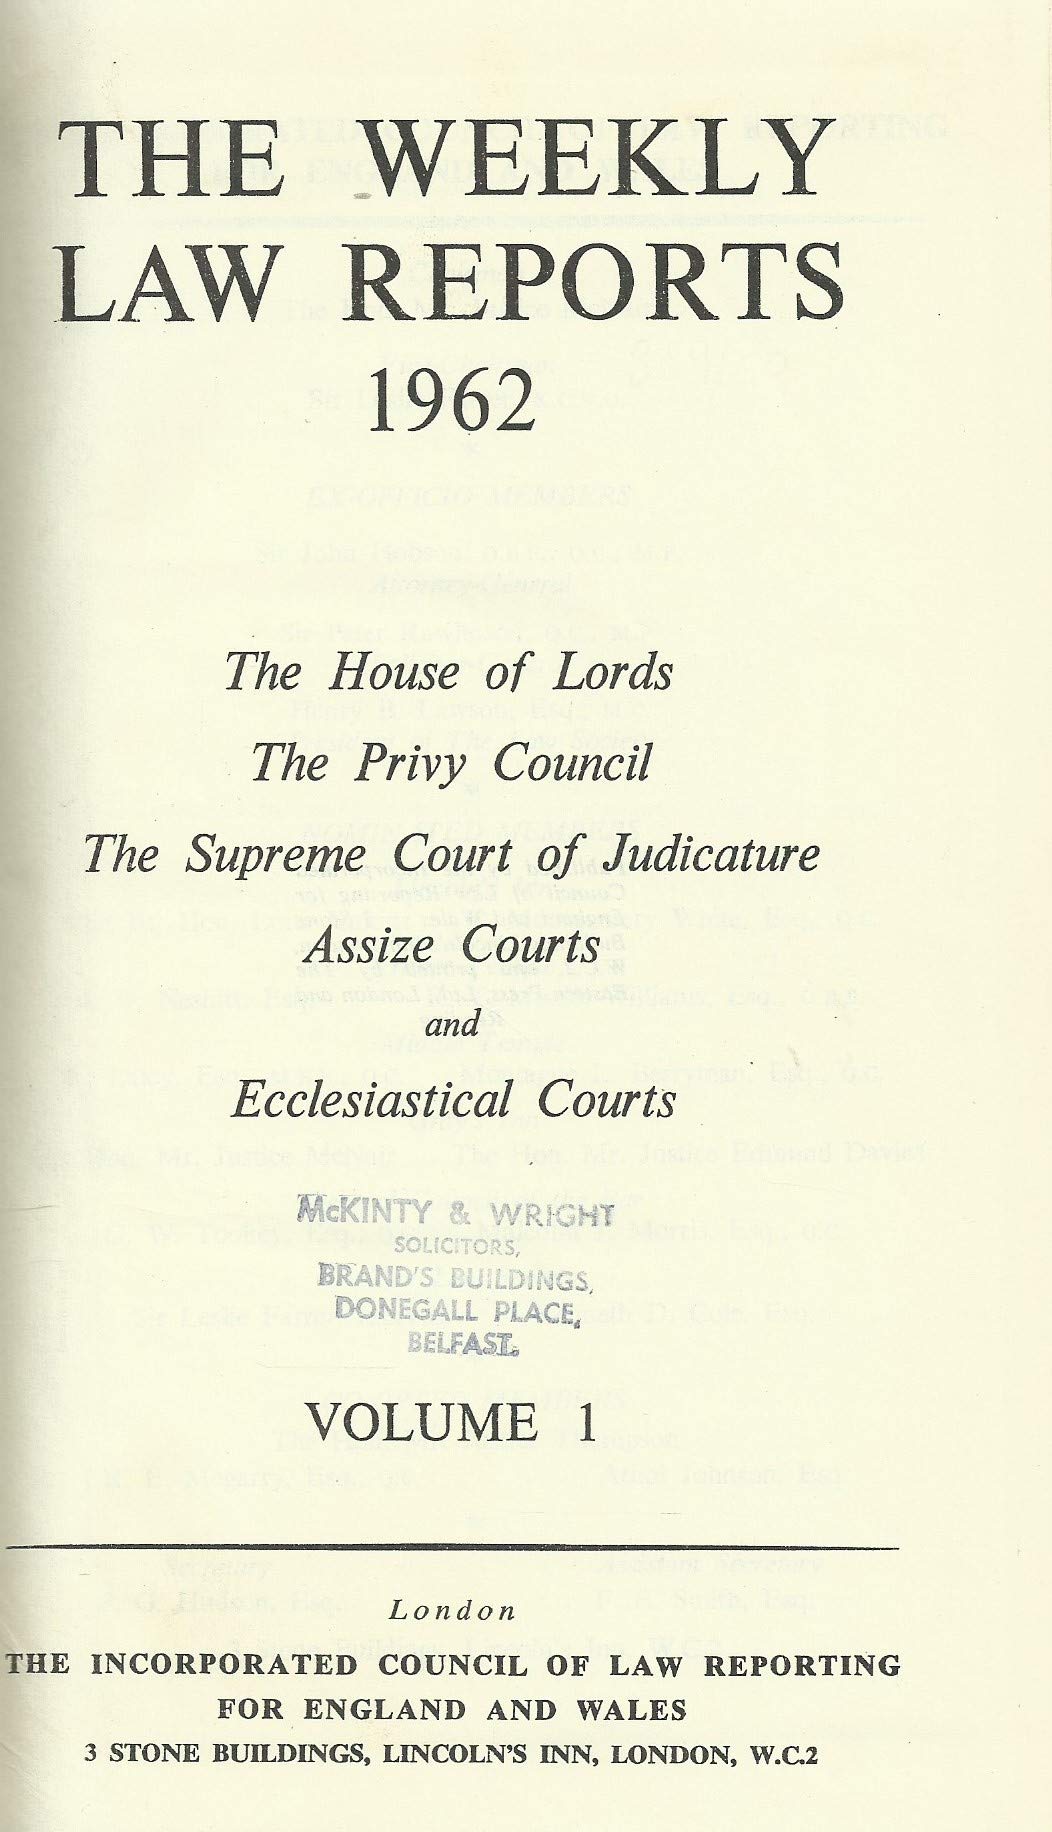 THE WEEKLY
LAW REPORTS
1962
The House of Lords
The Privy Council
The Supreme Court of Judicature
Assize Courts
and
Ecclesiastical Courts
McKINTY & WRIGHT
SOLICITORS,
BRAND'S BUILDINGS,
DONEGALL PLACE,
BELFAST.
VOLUME 1
London
THE INCORPORATED COUNCIL OF LAW REPORTING
FOR ENGLAND AND WALES
3 STONE BUILDINGS, LINCOLN'S INN, LONDON, W.C.2